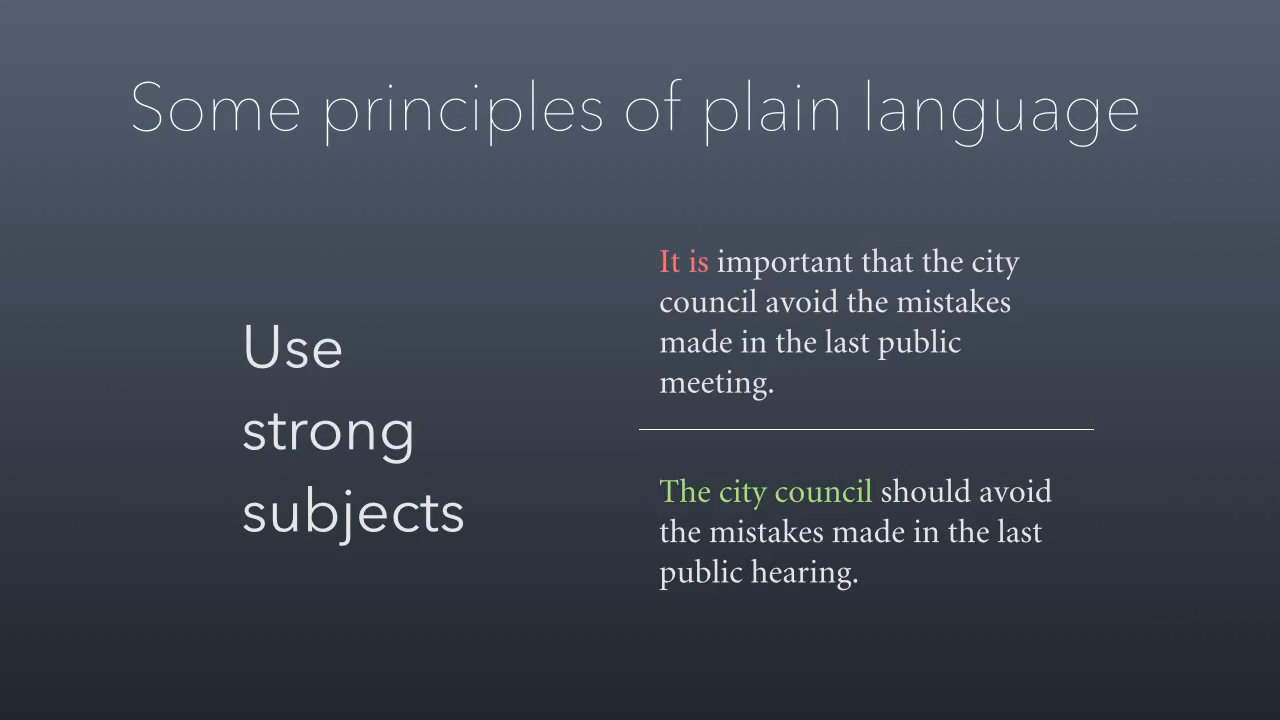 Some principles of plain language
Use
strong
subjects
It is important that the city
council avoid the mistakes
made in the last public
meeting.
The city council should avoid
the mistakes made in the last
public hearing.